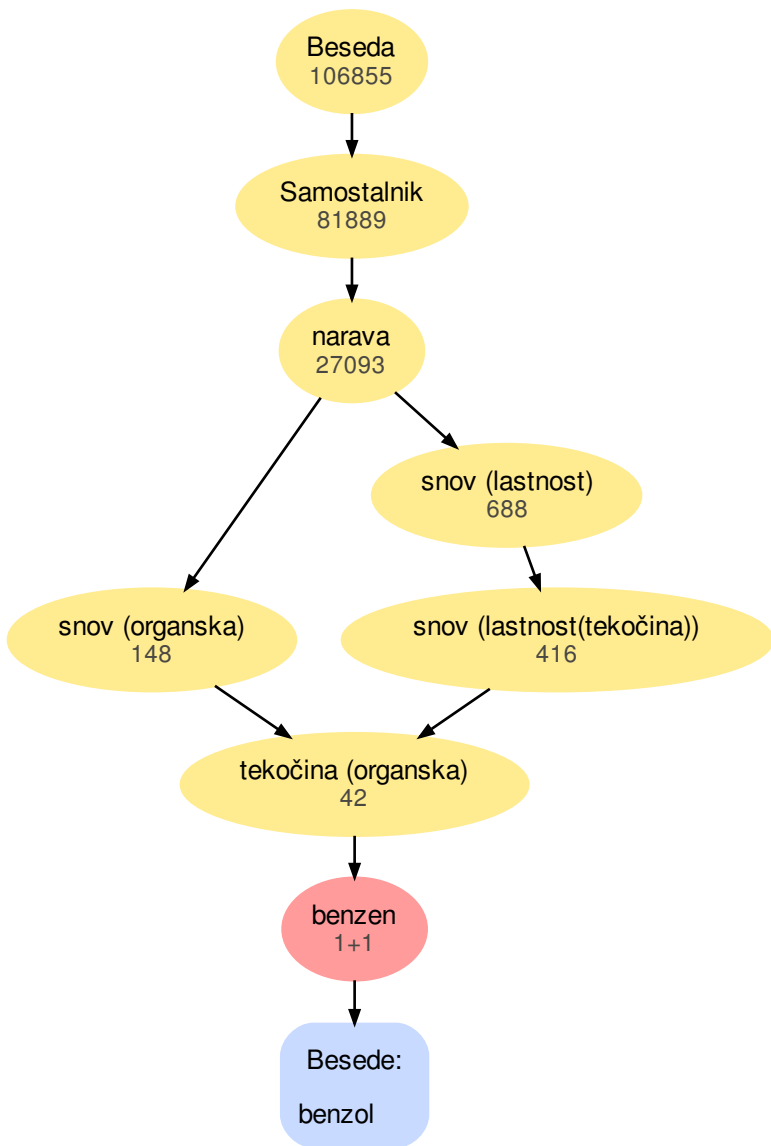 Beseda
106855
Samostalnik
81889
narava
27093
snov (lastnost)
688
snov (organska)
148
snov (lastnost(tekočina))
416
tekočina (organska)
42
benzen
1+1
Besede:
benzol